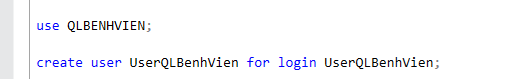 use QLBENHVIEN;
create user UserQLBenhVien for login UserQLBenhVien;